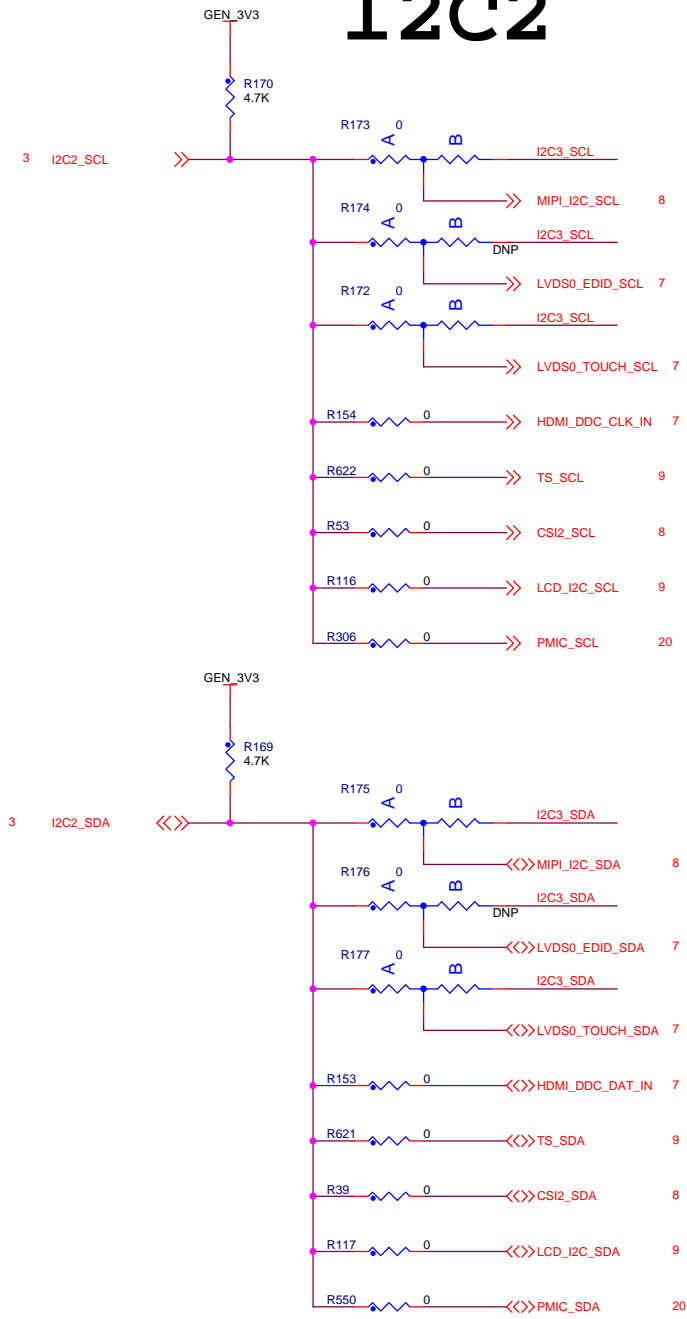 I2C2
GEN_3V3
R170
4.7K
3 I2C2_SCL
R173 A 0 B I2C3_SCL
MIPI_I2C_SCL 8
R174 A 0 B I2C3_SCL
DNP
LVDS0_EDID_SCL 7
R172 A 0 B I2C3_SCL
LVDS0_TOUCH_SCL 7
R154 0 HDMI_DDC_CLK_IN 7
R622 0 TS_SCL 9
R53 0 CSI2_SCL 8
R116 0 LCD_I2C_SCL 9
R306 0 PMIC_SCL 20
GEN_3V3
R169
4.7K
3 I2C2_SDA
R175 A 0 B I2C3_SDA
MIPI_I2C_SDA 8
R176 A 0 B I2C3_SDA
DNP
LVDS0_EDID_SDA 7
R177 A 0 B I2C3_SDA
LVDS0_TOUCH_SDA 7
R153 0 HDMI_DDC_DAT_IN 7
R621 0 TS_SDA 9
R39 0 CSI2_SDA 8
R117 0 LCD_I2C_SDA 9
R550 0 PMIC_SDA 20